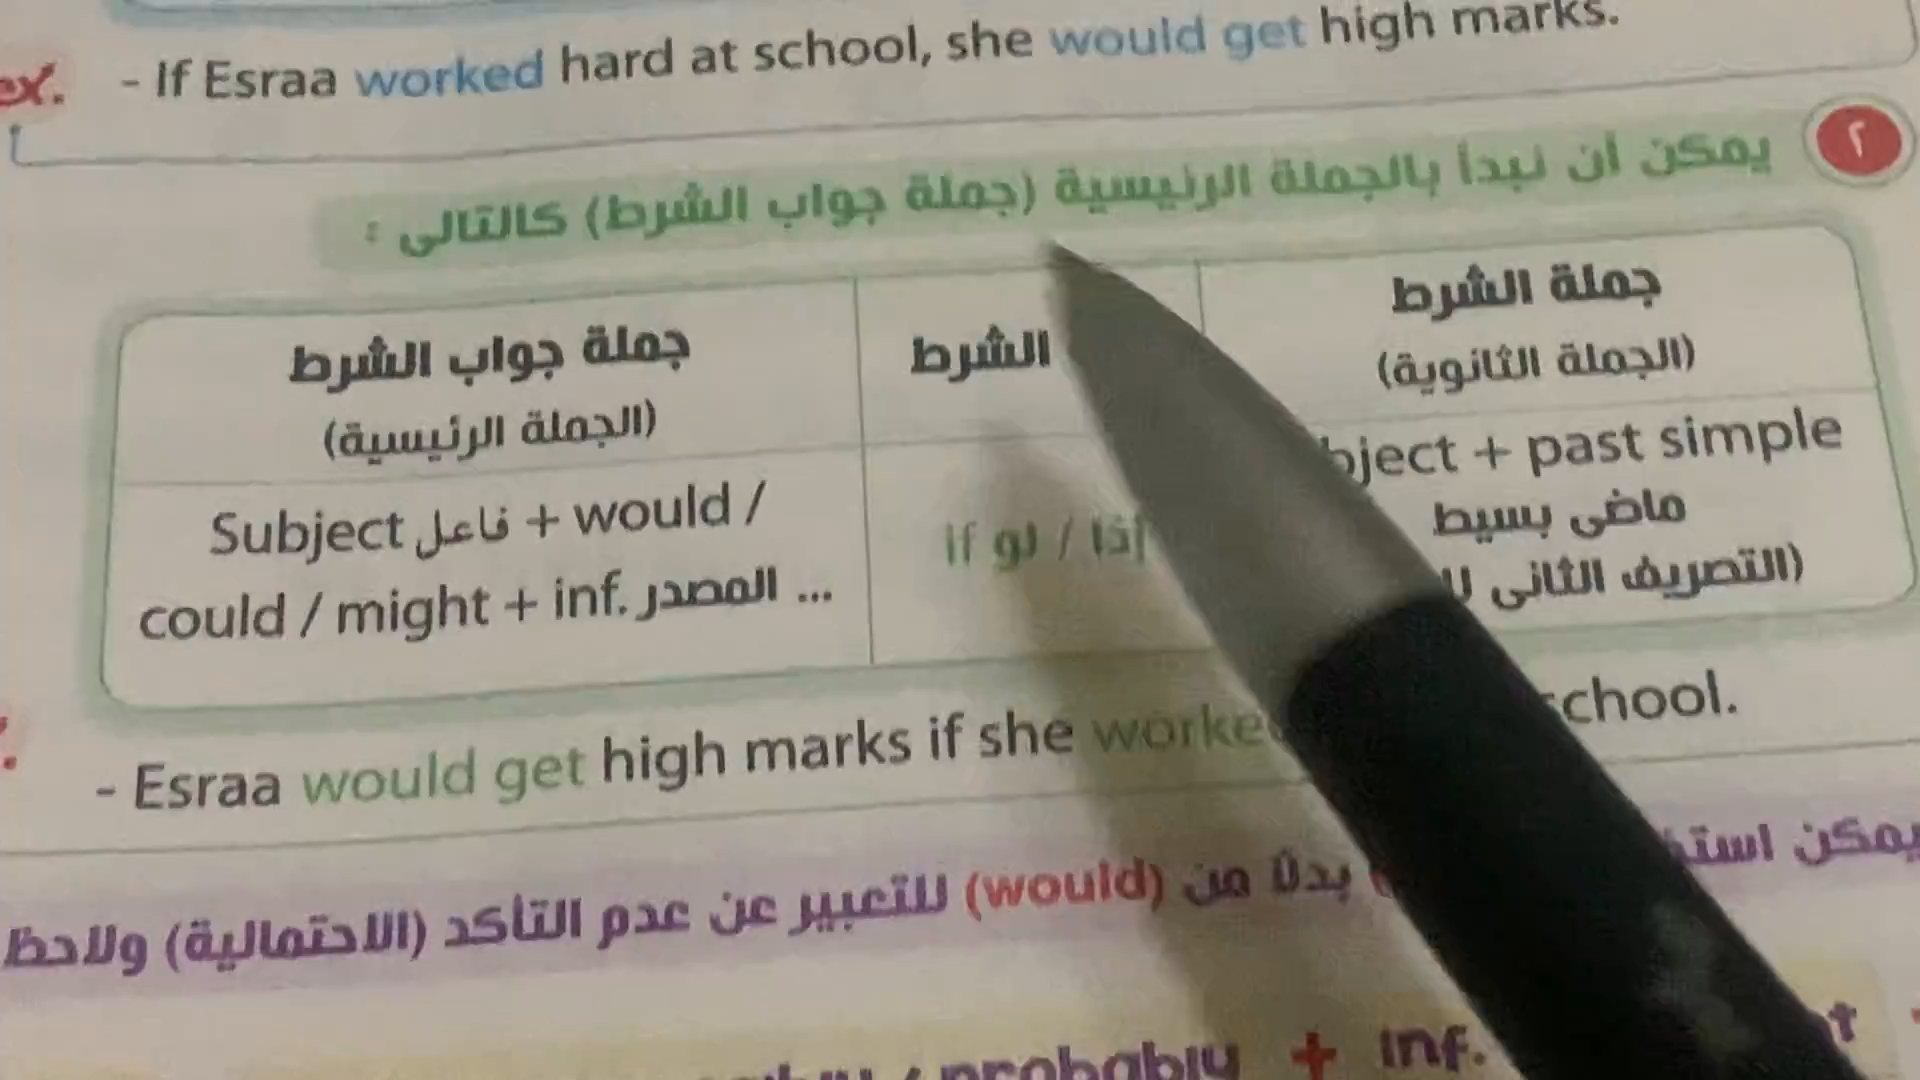 ex. - If Esraa worked hard at school, she would get high marks.
٢ يمكن أن نبدأ بالجملة الرئيسية (جملة جواب الشرط) كالتالى :
جملة جواب الشرط
(الجملة الرئيسية)
الشرط
جملة الشرط
(الجملة الثانوية)
Subject فاعل + would /
could / might + inf. المصدر ...
if لو / إذا
+ past simple
ماضى بسيط
(التصريف الثانى
- Esraa would get high marks if she school.
يمكن بدلًا من (would) للتعبير عن عدم التأكد (الاحتمالية) ولاحظ
/ probably + inf.